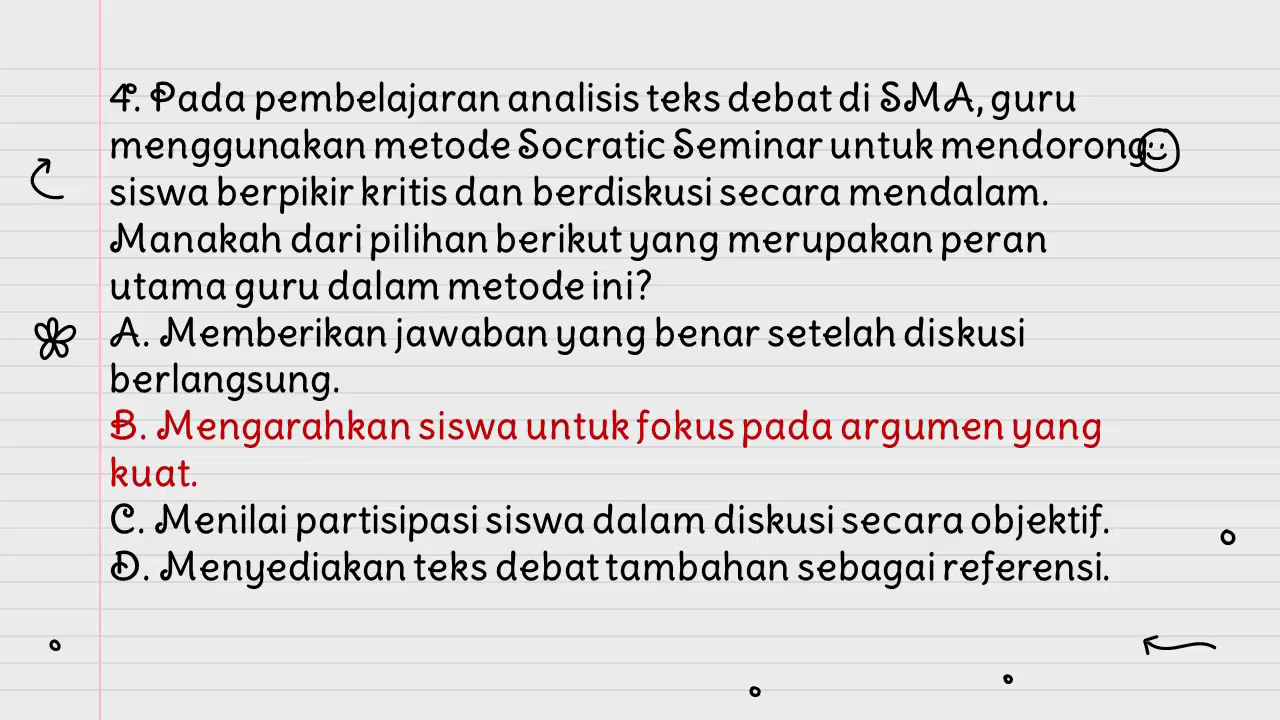 4. Pada pembelajaran analisis teks debat di SMA, guru
menggunakan metode Socratic Seminar untuk mendorong
siswa berpikir kritis dan berdiskusi secara mendalam.
Manakah dari pilihan berikut yang merupakan peran
utama guru dalam metode ini?
A. Memberikan jawaban yang benar setelah diskusi
berlangsung.
B. Mengarahkan siswa untuk fokus pada argumen yang
kuat.
C. Menilai partisipasi siswa dalam diskusi secara objektif.
D. Menyediakan teks debat tambahan sebagai referensi.